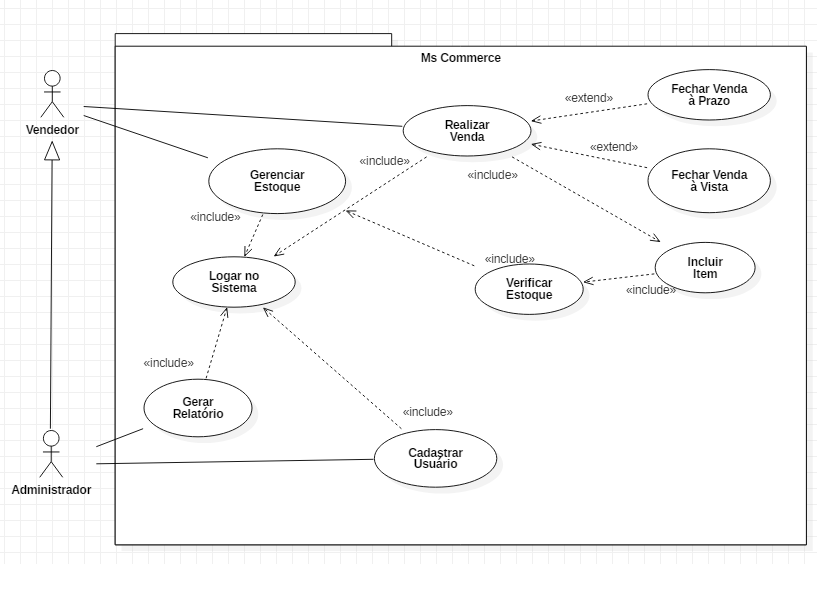 Ms Commerce
Vendedor
Realizar
Venda
«extend»
Fechar Venda
à Prazo
«extend»
Fechar Venda
à Vista
Gerenciar
Estoque
«include»
«include»
«include»
Logar no
Sistema
«include»
Verificar
Estoque
Incluir
Item
«include»
«include»
Gerar
Relatório
«include»
Cadastrar
Usuário
Administrador